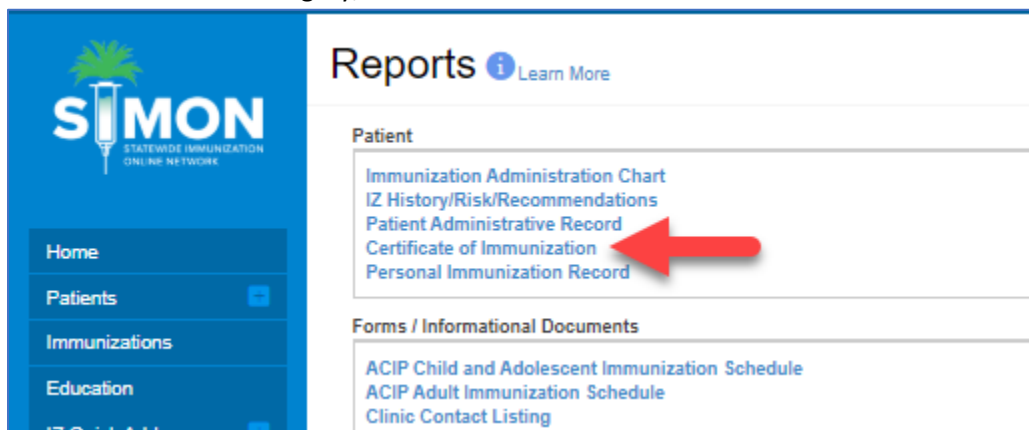 Reports i Learn More
SIMON
STATEWIDE IMMUNIZATION
ONLINE NETWORK
Home
Patients
Immunizations
Education
Patient
Immunization Administration Chart
IZ History/Risk/Recommendations
Patient Administrative Record
Certificate of Immunization
Personal Immunization Record
Forms / Informational Documents
ACIP Child and Adolescent Immunization Schedule
ACIP Adult Immunization Schedule
Clinic Contact Listing